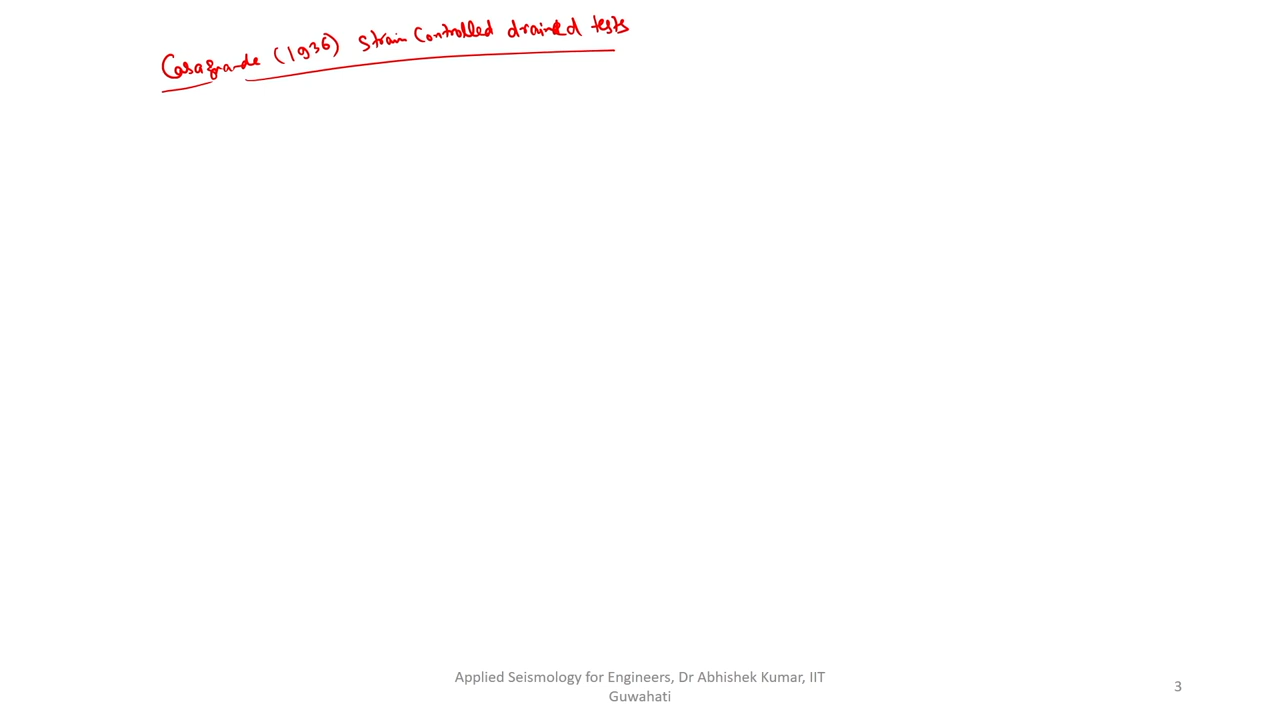 Casagrande (1936) Strain Controlled drained tests
Applied Seismology for Engineers, Dr Abhishek Kumar, IIT
Guwahati
3